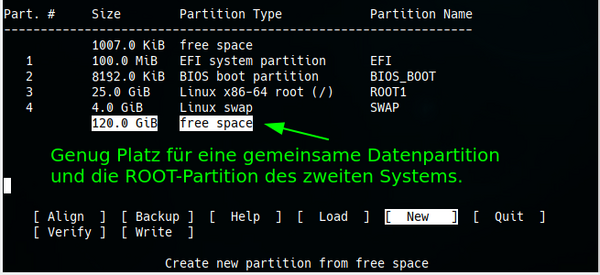 Part. # Size Partition Type Partition Name
----------------------------------------------------------------
1007.0 KiB free space
1 100.0 MiB EFI system partition EFI
2 8192.0 KiB BIOS boot partition BIOS_BOOT
3 25.0 GiB Linux x86-64 root (/) ROOT1
4 4.0 GiB Linux swap SWAP
120.0 GiB free space
Genug Platz für eine gemeinsame Datenpartition
und die ROOT-Partition des zweiten Systems.
[ Align ] [ Backup ] [ Help ] [ Load ] [ New ] [ Quit ]
[ Verify ] [ Write ]
Create new partition from free space